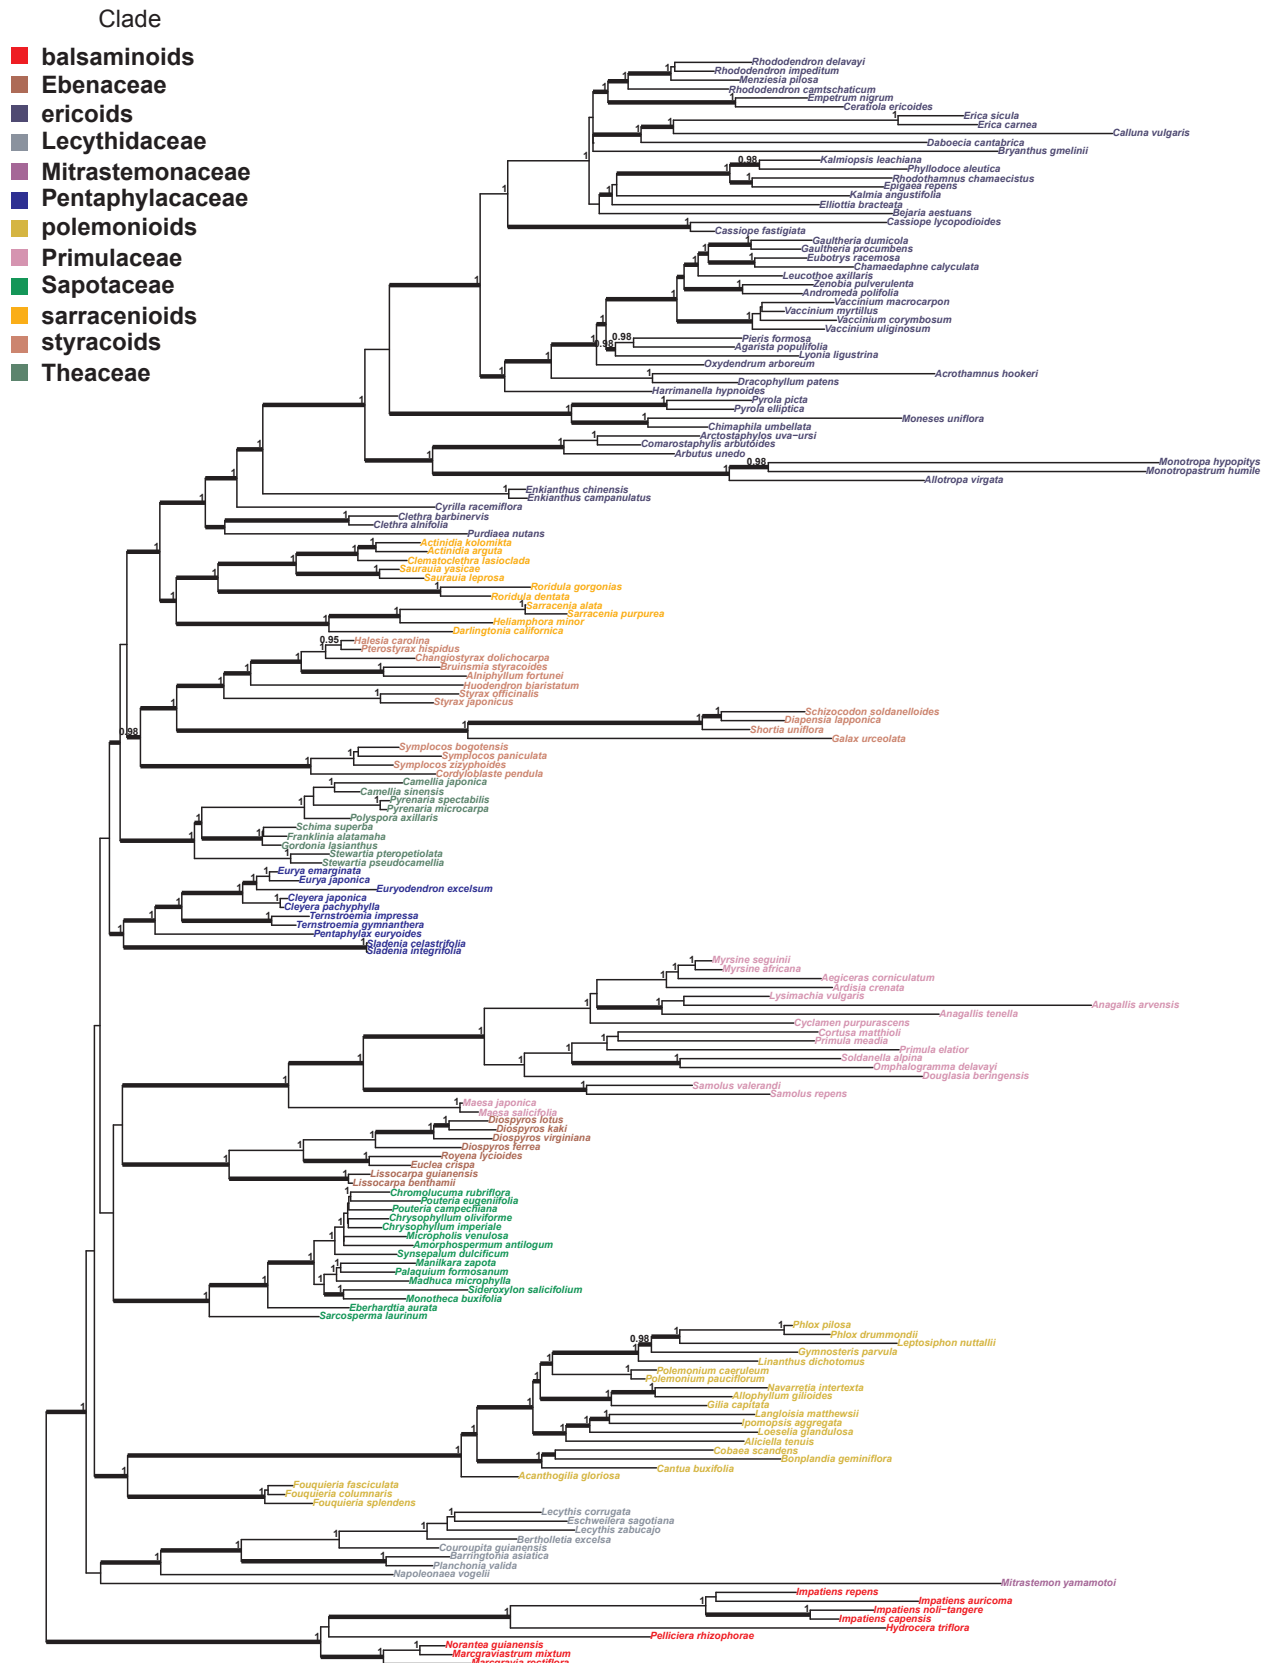 Clade
balsaminoids
Ebenaceae
ericoids
Lecythidaceae
Mitrastemonaceae
Pentaphylacaceae
polemonioids
Primulaceae
Sapotaceae
sarracenioids
styracoids
Theaceae
Rhododendron delavayi
Rhododendron impeditum
Menziesia pilosa
Rhododendron camtschaticum
Empetrum nigrum
Ceratiola ericoides
Erica sicula
Erica carnea
Calluna vulgaris
Daboecia cantabrica
Bryanthus gmelinii
Kalmiopsis leachiana
Phyllodoce aleutica
Rhodothamnus chamaecistus
Epigaea repens
Kalmia angustifolia
Elliottia bracteata
Bejaria aestuans
Cassiope lycopodioides
Cassiope fastigiata
Gaultheria dumicola
Gaultheria procumbens
Eubotrys racemosa
Chamaedaphne calyculata
Leucothoe axillaris
Zenobia pulverulenta
Andromeda polifolia
Vaccinium macrocarpon
Vaccinium myrtillus
Vaccinium corymbosum
Vaccinium uliginosum
Pieris formosa
Agarista populifolia
Lyonia ligustrina
Oxydendrum arboreum
Acrothamnus hookeri
Dracophyllum patens
Harrimanella hypnoides
Pyrola picta
Pyrola elliptica
Moneses uniflora
Chimaphila umbellata
Arctostaphylos uva−ursi
Comarostaphylis arbutoides
Arbutus unedo
Monotropa hypopitys
Monotropastrum humile
Allotropa virgata
Enkianthus chinensis
Enkianthus campanulatus
Cyrilla racemiflora
Clethra barbinervis
Clethra alnifolia
Purdiaea nutans
Actinidia kolomikta
Actinidia arguta
Clematoclethra lasioclada
Saurauia yasicae
Saurauia leprosa
Roridula gorgonias
Roridula dentata
Sarracenia alata
Sarracenia purpurea
Heliamphora minor
Darlingtonia californica
Halesia carolina
Pterostyrax hispidus
Changiostyrax dolichocarpa
Bruinsmia styracoides
Alniphyllum fortunei
Huodendron biaristatum
Styrax officinalis
Styrax japonicus
Schizocodon soldanelloides
Diapensia lapponica
Shortia uniflora
Galax urceolata
Symplocos bogotensis
Symplocos paniculata
Symplocos zizyphoides
Cordyloblaste pendula
Camellia japonica
Camellia sinensis
Pyrenaria spectabilis
Pyrenaria microcarpa
Polyspora axillaris
Schima superba
Franklinia alatamaha
Gordonia lasianthus
Stewartia pteropetiolata
Stewartia pseudocamellia
Eurya emarginata
Eurya japonica
Euryodendron excelsum
Cleyera japonica
Cleyera pachyphylla
Ternstroemia impressa
Ternstroemia gymnanthera
Pentaphylax euryoides
Sladenia celastrifolia
Sladenia integrifolia
Myrsine seguinii
Myrsine africana
Aegiceras corniculatum
Ardisia crenata
Lysimachia vulgaris
Anagallis arvensis
Anagallis tenella
Cyclamen purpurascens
Cortusa matthioli
Primula meadia
Primula elatior
Soldanella alpina
Omphalogramma delavayi
Douglasia beringensis
Samolus valerandi
Samolus repens
Maesa japonica
Maesa salicifolia
Diospyros lotus
Diospyros kaki
Diospyros virginiana
Diospyros ferrea
Royena lycioides
Euclea crispa
Lissocarpa guianensis
Lissocarpa benthamii
Chromolucuma rubriflora
Pouteria eugeniifolia
Pouteria campechiana
Chrysophyllum oliviforme
Chrysophyllum imperiale
Micropholis venulosa
Amorphospermum antilogum
Synsepalum dulcificum
Manilkara zapota
Palaquium formosanum
Madhuca microphylla
Sideroxylon salicifolium
Monotheca buxifolia
Eberhardtia aurata
Sarcosperma laurinum
Phlox pilosa
Phlox drummondii
Leptosiphon nuttallii
Gymnosteris parvula
Linanthus dichotomus
Polemonium caeruleum
Polemonium pauciflorum
Navarretia intertexta
Allophyllum gilioides
Gilia capitata
Langloisia matthewsii
Ipomopsis aggregata
Loeselia glandulosa
Aliciella tenuis
Cobaea scandens
Bonplandia geminiflora
Cantua buxifolia
Acanthogilia gloriosa
Fouquieria fasciculata
Fouquieria columnaris
Fouquieria splendens
Lecythis corrugata
Eschweilera sagotiana
Lecythis zabucajo
Bertholletia excelsa
Couroupita guianensis
Barringtonia asiatica
Planchonia valida
Napoleonaea vogelii
Mitrastemon yamamotoi
Impatiens repens
Impatiens auricoma
Impatiens noli−tangere
Impatiens capensis
Hydrocera triflora
Pelliciera rhizophorae
Norantea guianensis
Marcgraviastrum mixtum
Marcgravia rectiflora